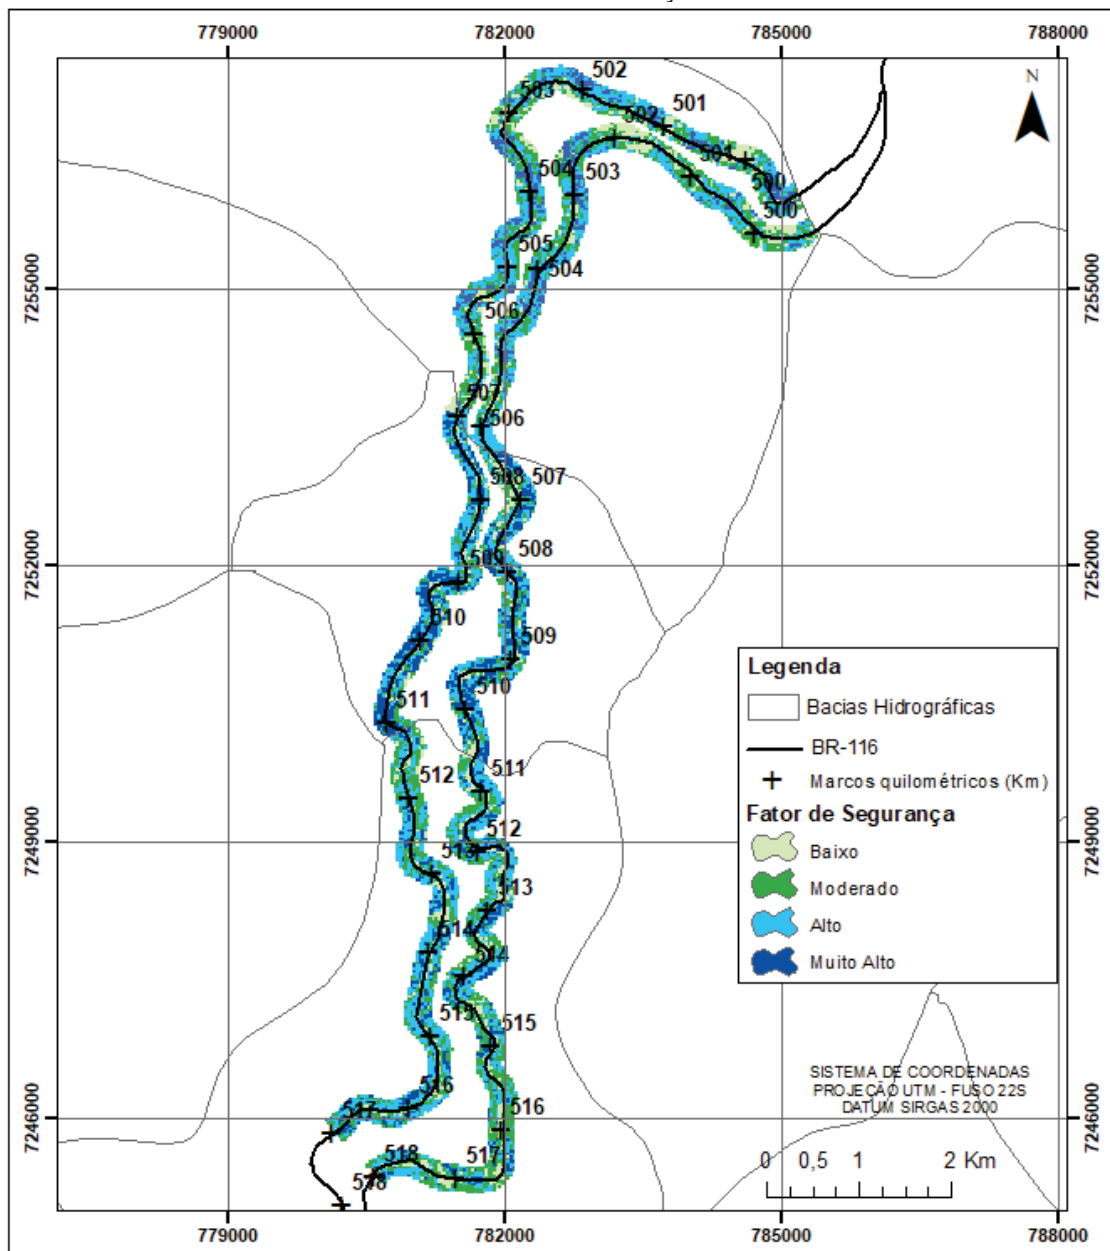 779000 782000 785000 788000
N
502
503
501
502
501
500
500
504
503
505
504
7255000 7255000
506
507
506
508 507
508
7252000 7252000
509
510
509
510
511
511
512
512
7249000 7249000
513
513
514
514
515
515
516
516
7246000 7246000
517
517
518
518
Legenda
Bacias Hidrográficas
BR-116
Marcos quilométricos (Km)
Fator de Segurança
Baixo
Moderado
Alto
Muito Alto
SISTEMA DE COORDENADAS
PROJEÇÃO UTM - FUSO 22S
DATUM SIRGAS 2000
0 0,5 1 2 Km
779000 782000 785000 788000